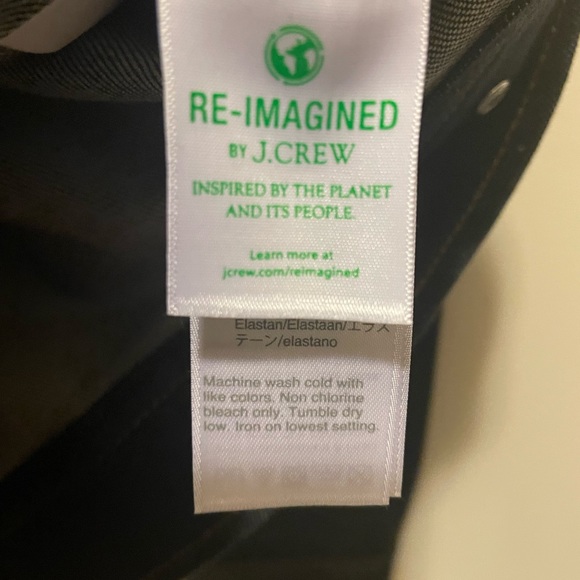 RE-IMAGINED
BY J.CREW
INSPIRED BY THE PLANET
AND ITS PEOPLE.
Learn more at
jcrew.com/reimagined
Elastan/Elastaan/エラス
テーン/elastano
Machine wash cold with
like colors. Non chlorine
bleach only. Tumble dry
low. Iron on lowest setting.